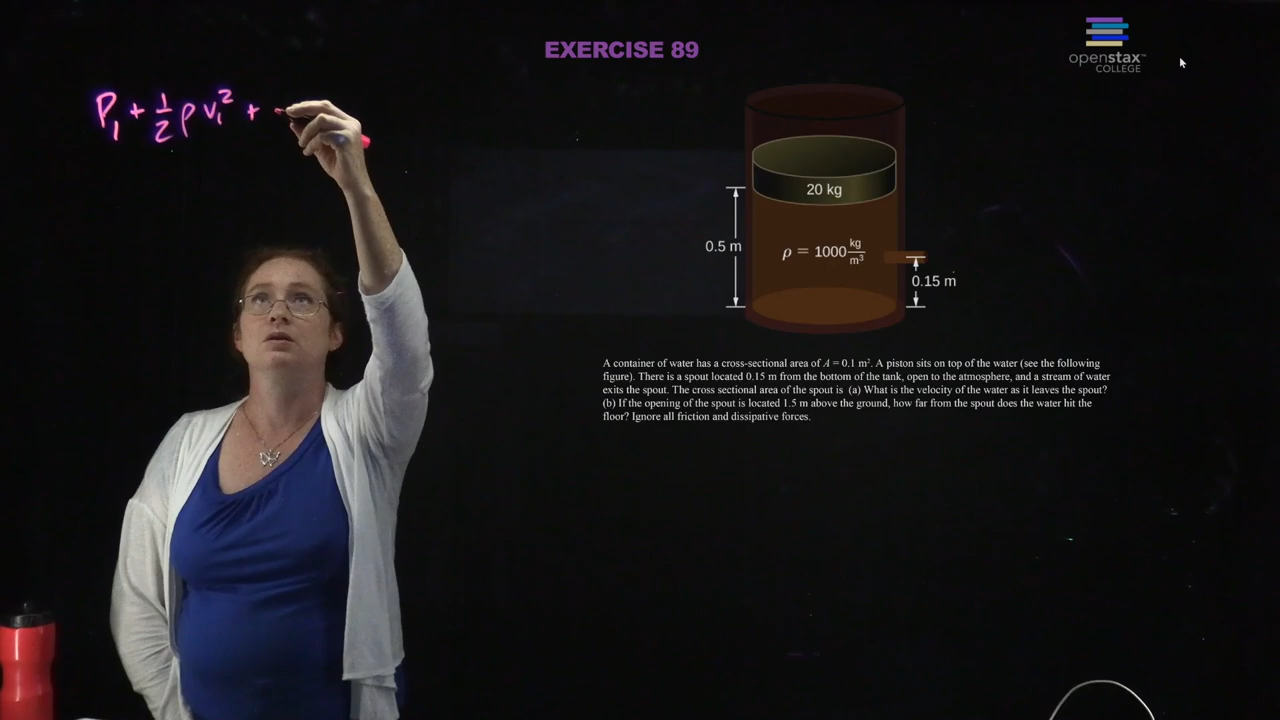 EXERCISE 89
openstax™
COLLEGE
P₁ + 1/2 ρ v₁² +
20 kg
0.5 m
ρ = 1000 kg/m³
0.15 m
A container of water has a cross-sectional area of A = 0.1 m². A piston sits on top of the water (see the following
figure). There is a spout located 0.15 m from the bottom of the tank, open to the atmosphere, and a stream of water
exits the spout. The cross sectional area of the spout is (a) What is the velocity of the water as it leaves the spout?
(b) If the opening of the spout is located 1.5 m above the ground, how far from the spout does the water hit the
floor? Ignore all friction and dissipative forces.